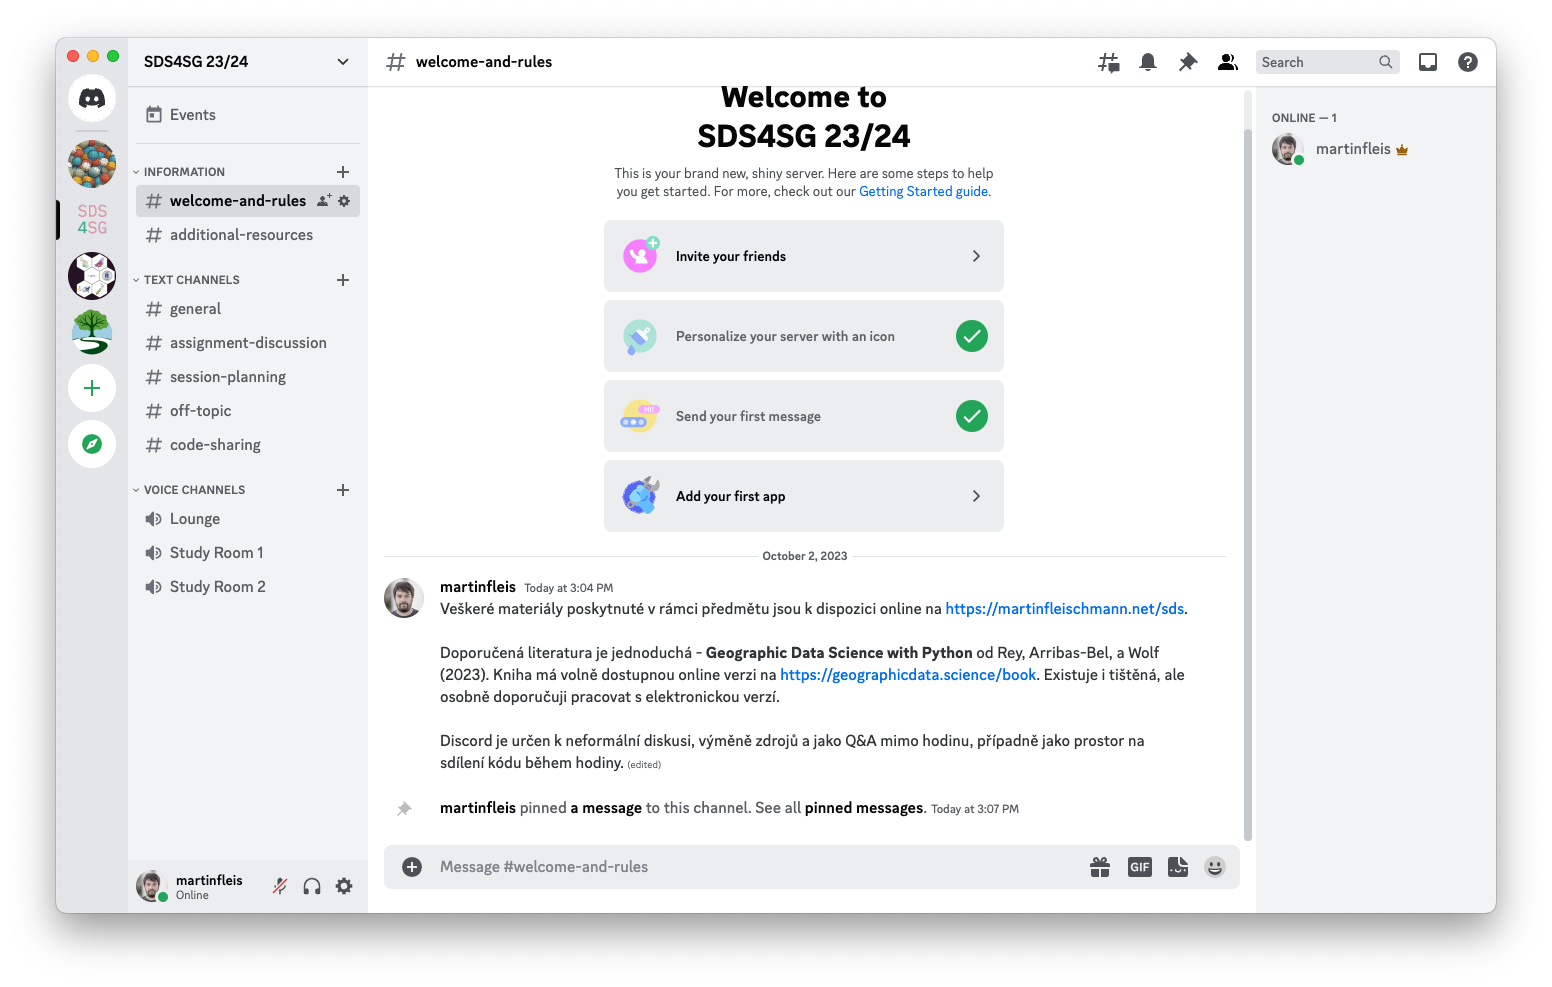 SDS4SG 23/24
Events
INFORMATION
welcome-and-rules
additional-resources
TEXT CHANNELS
general
assignment-discussion
session-planning
off-topic
code-sharing
VOICE CHANNELS
Lounge
Study Room 1
Study Room 2
martinfleis
Online
SDS
4SG
welcome-and-rules
Search
Welcome to
SDS4SG 23/24
This is your brand new, shiny server. Here are some steps to help
you get started. For more, check out our Getting Started guide.
Invite your friends
Personalize your server with an icon
Send your first message
Add your first app
October 2, 2023
martinfleis Today at 3:04 PM
Veškeré materiály poskytnuté v rámci předmětu jsou k dispozici online na https://martinfleischmann.net/sds.
Doporučená literatura je jednoduchá - Geographic Data Science with Python od Rey, Arribas-Bel, a Wolf
(2023). Kniha má volně dostupnou online verzi na https://geographicdata.science/book. Existuje i tištěná, ale
osobně doporučuji pracovat s elektronickou verzí.
Discord je určen k neformální diskusi, výměně zdrojů a jako Q&A mimo hodinu, případně jako prostor na
sdílení kódu během hodiny. (edited)
martinfleis pinned a message to this channel. See all pinned messages. Today at 3:07 PM
Message #welcome-and-rules
GIF
ONLINE — 1
martinfleis